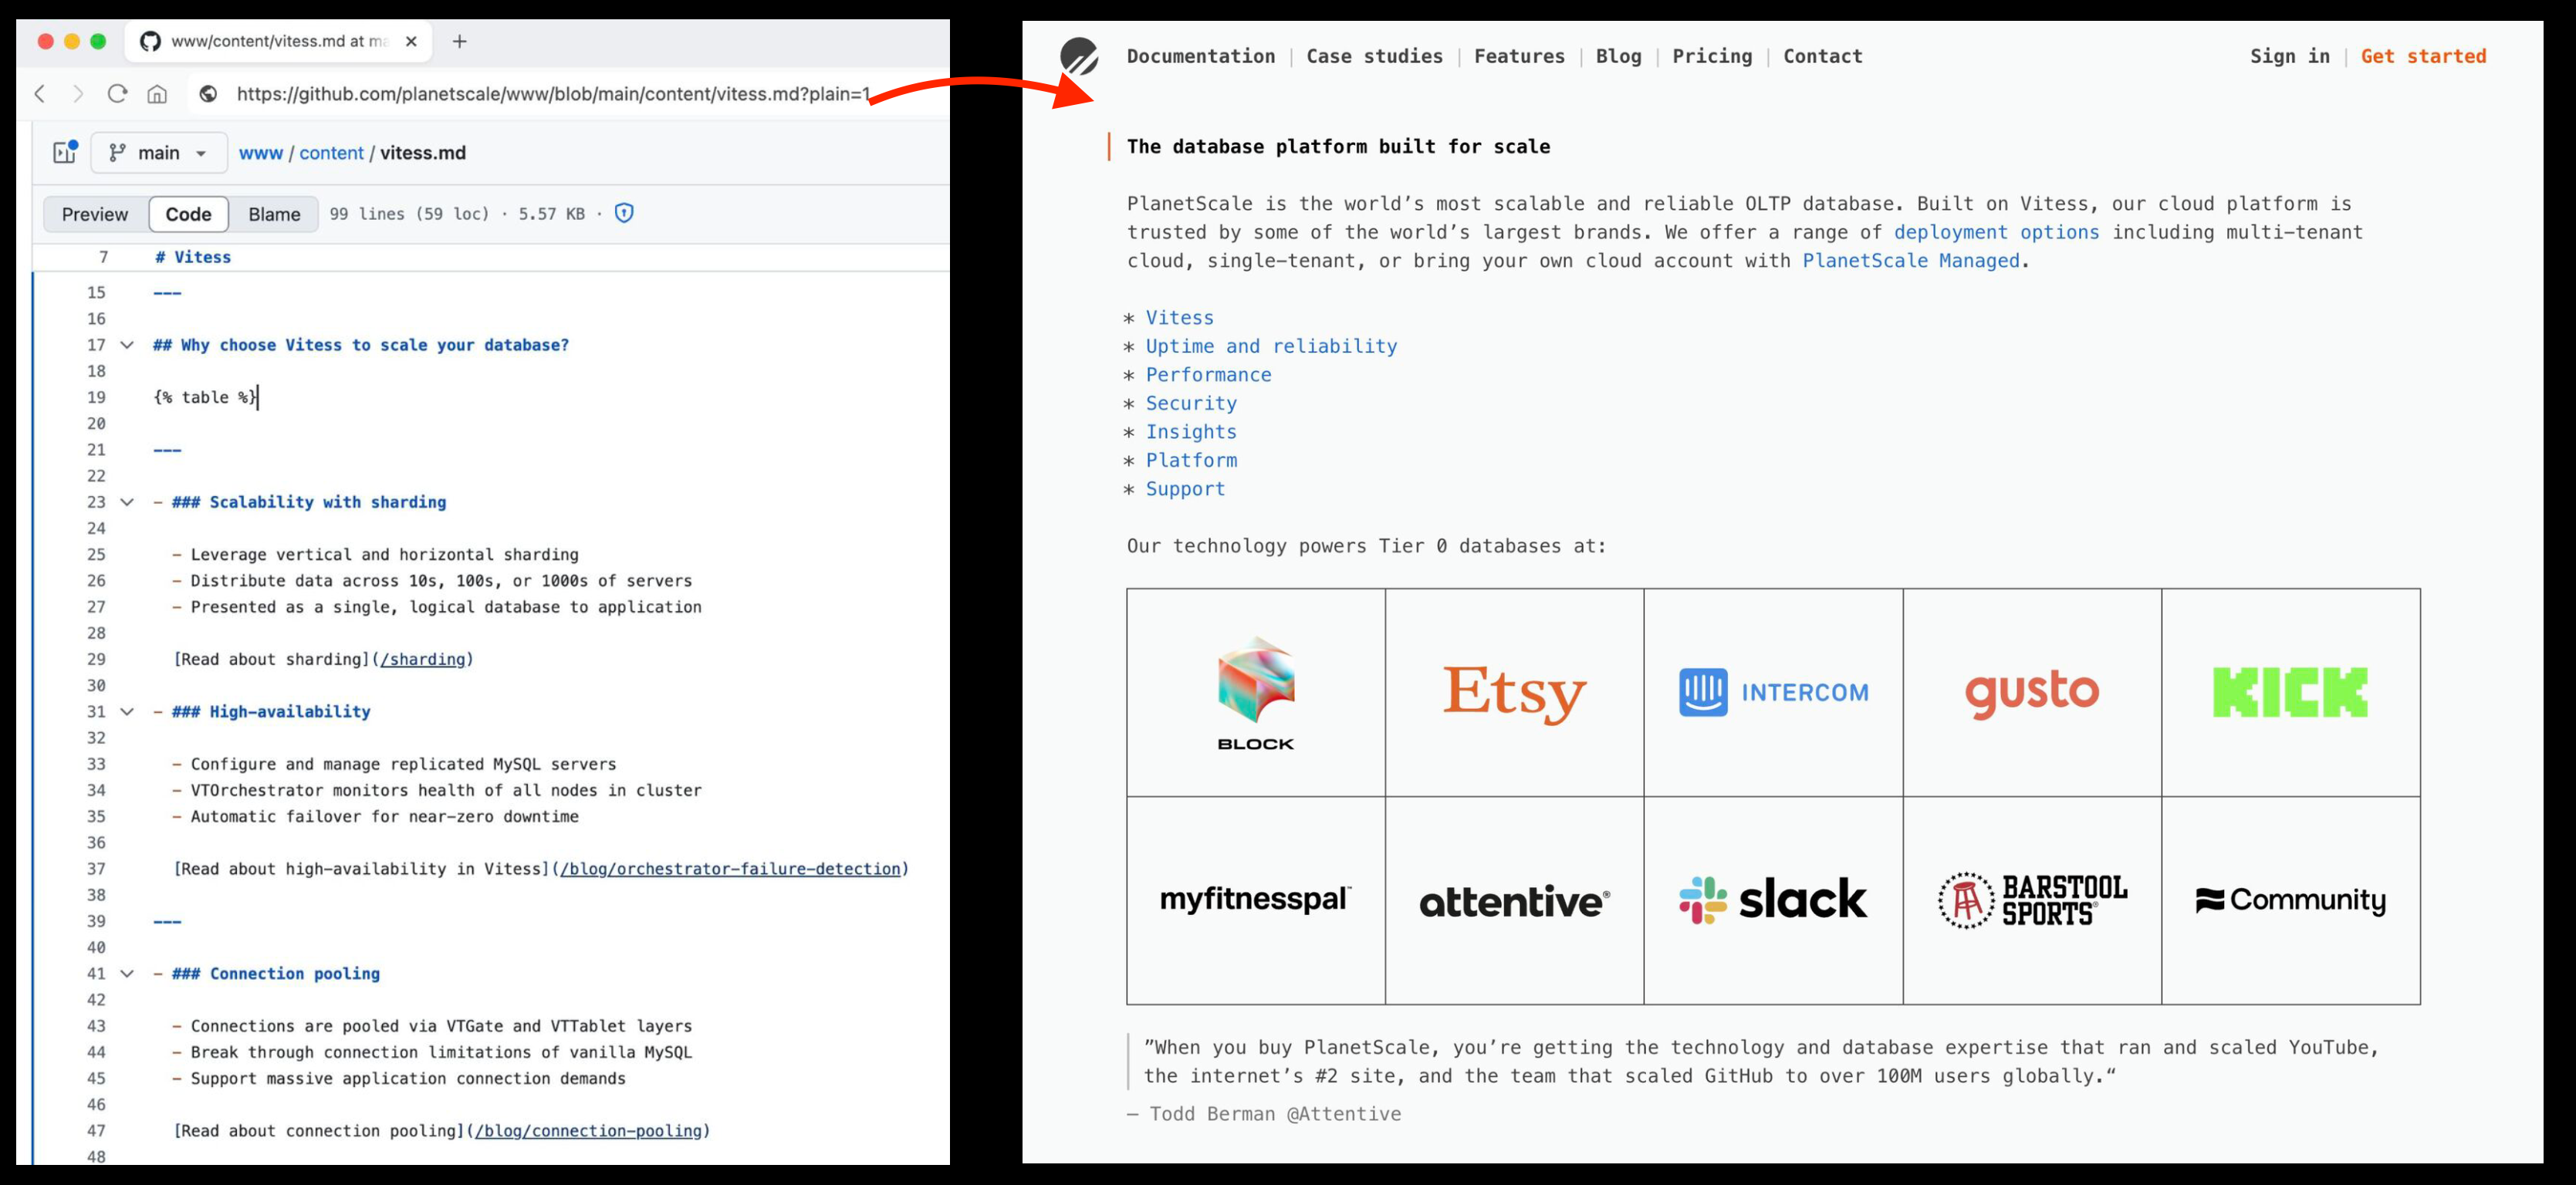 www/content/vitess.md at ma
https://github.com/planetscale/www/blob/main/content/vitess.md?plain=1
main
www / content / vitess.md
Preview Code Blame 99 lines (59 loc) · 5.57 KB ·
7 # Vitess
15 ---
16
17 ## Why choose Vitess to scale your database?
18
19 {% table %}
20
21 ---
22
23 - ### Scalability with sharding
24
25 - Leverage vertical and horizontal sharding
26 - Distribute data across 10s, 100s, or 1000s of servers
27 - Presented as a single, logical database to application
28
29 [Read about sharding](/sharding)
30
31 - ### High-availability
32
33 - Configure and manage replicated MySQL servers
34 - VTOrchestrator monitors health of all nodes in cluster
35 - Automatic failover for near-zero downtime
36
37 [Read about high-availability in Vitess](/blog/orchestrator-failure-detection)
38
39 ---
40
41 - ### Connection pooling
42
43 - Connections are pooled via VTGate and VTTablet layers
44 - Break through connection limitations of vanilla MySQL
45 - Support massive application connection demands
46
47 [Read about connection pooling](/blog/connection-pooling)
48
Documentation | Case studies | Features | Blog | Pricing | Contact
Sign in | Get started
The database platform built for scale
PlanetScale is the world’s most scalable and reliable OLTP database. Built on Vitess, our cloud platform is
trusted by some of the world’s largest brands. We offer a range of deployment options including multi-tenant
cloud, single-tenant, or bring your own cloud account with PlanetScale Managed.
* Vitess
* Uptime and reliability
* Performance
* Security
* Insights
* Platform
* Support
Our technology powers Tier 0 databases at:
BLOCK
Etsy
INTERCOM
gusto
KICK
myfitnesspal™
attentive®
slack
BARSTOOL
SPORTS®
Community
”When you buy PlanetScale, you’re getting the technology and database expertise that ran and scaled YouTube,
the internet’s #2 site, and the team that scaled GitHub to over 100M users globally.“
— Todd Berman @Attentive